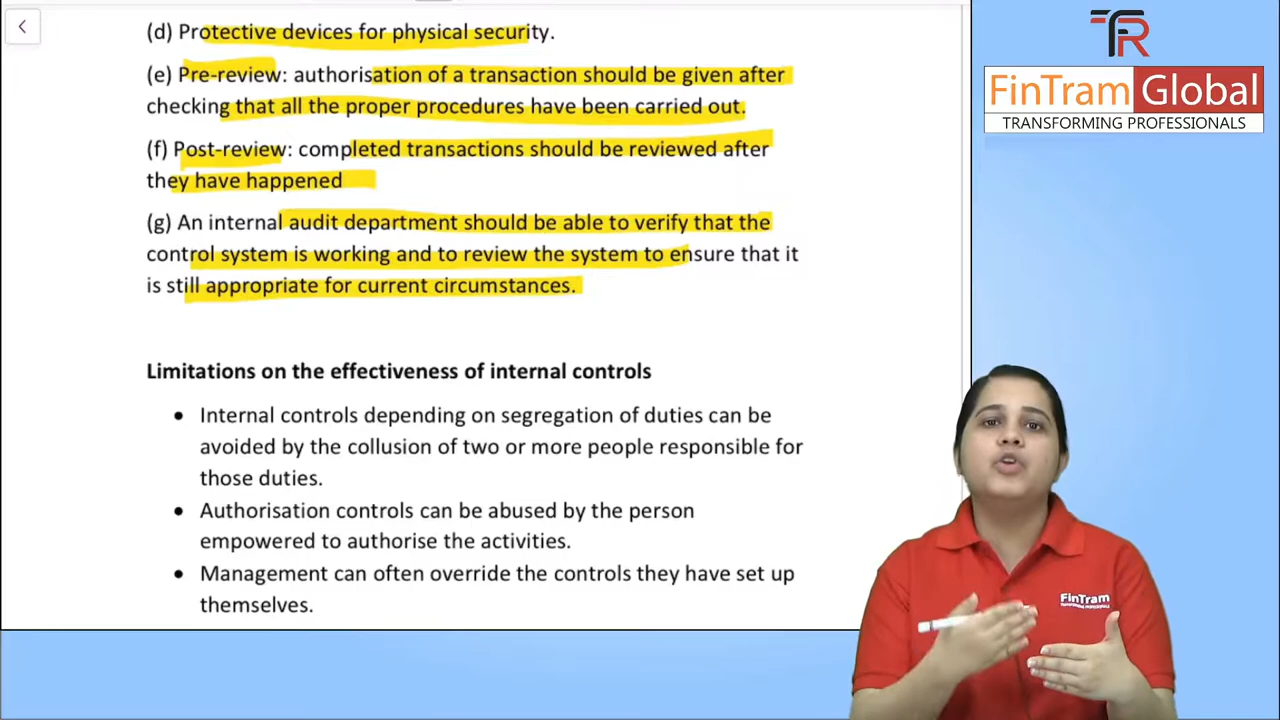 (d) Protective devices for physical security.
(e) Pre-review: authorisation of a transaction should be given after
checking that all the proper procedures have been carried out.
(f) Post-review: completed transactions should be reviewed after
they have happened
(g) An internal audit department should be able to verify that the
control system is working and to review the system to ensure that it
is still appropriate for current circumstances.
Limitations on the effectiveness of internal controls
• Internal controls depending on segregation of duties can be
avoided by the collusion of two or more people responsible for
those duties.
• Authorisation controls can be abused by the person
empowered to authorise the activities.
• Management can often override the controls they have set up
themselves.
FinTram Global
TRANSFORMING PROFESSIONALS
FinTram
TRANSFORMING PROFESSIONALS